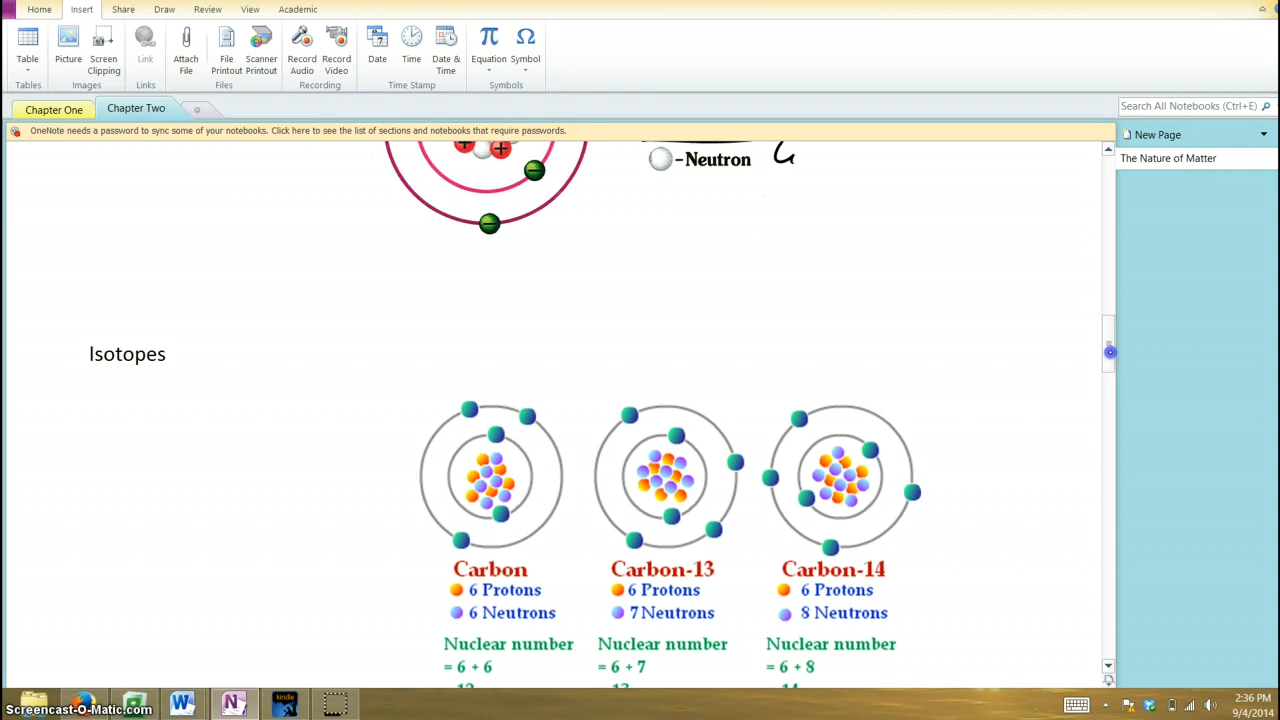 Home Insert Share Draw Review View Academic
Table Picture Screen Clipping Link Attach File File Printout Scanner Printout Record Audio Record Video Date Time Date & Time Equation Symbol
Tables Images Links Files Recording Time Stamp Symbols
Chapter One Chapter Two
Search All Notebooks (Ctrl+E)
OneNote needs a password to sync some of your notebooks. Click here to see the list of sections and notebooks that require passwords.
New Page
The Nature of Matter
+ +
-Neutron
Isotopes
Carbon Carbon-13 Carbon-14
6 Protons 6 Protons 6 Protons
6 Neutrons 7 Neutrons 8 Neutrons
Nuclear number Nuclear number Nuclear number
= 6 + 6 = 6 + 7 = 6 + 8
kindle
Screencast-O-Matic.com
2:36 PM
9/4/2014